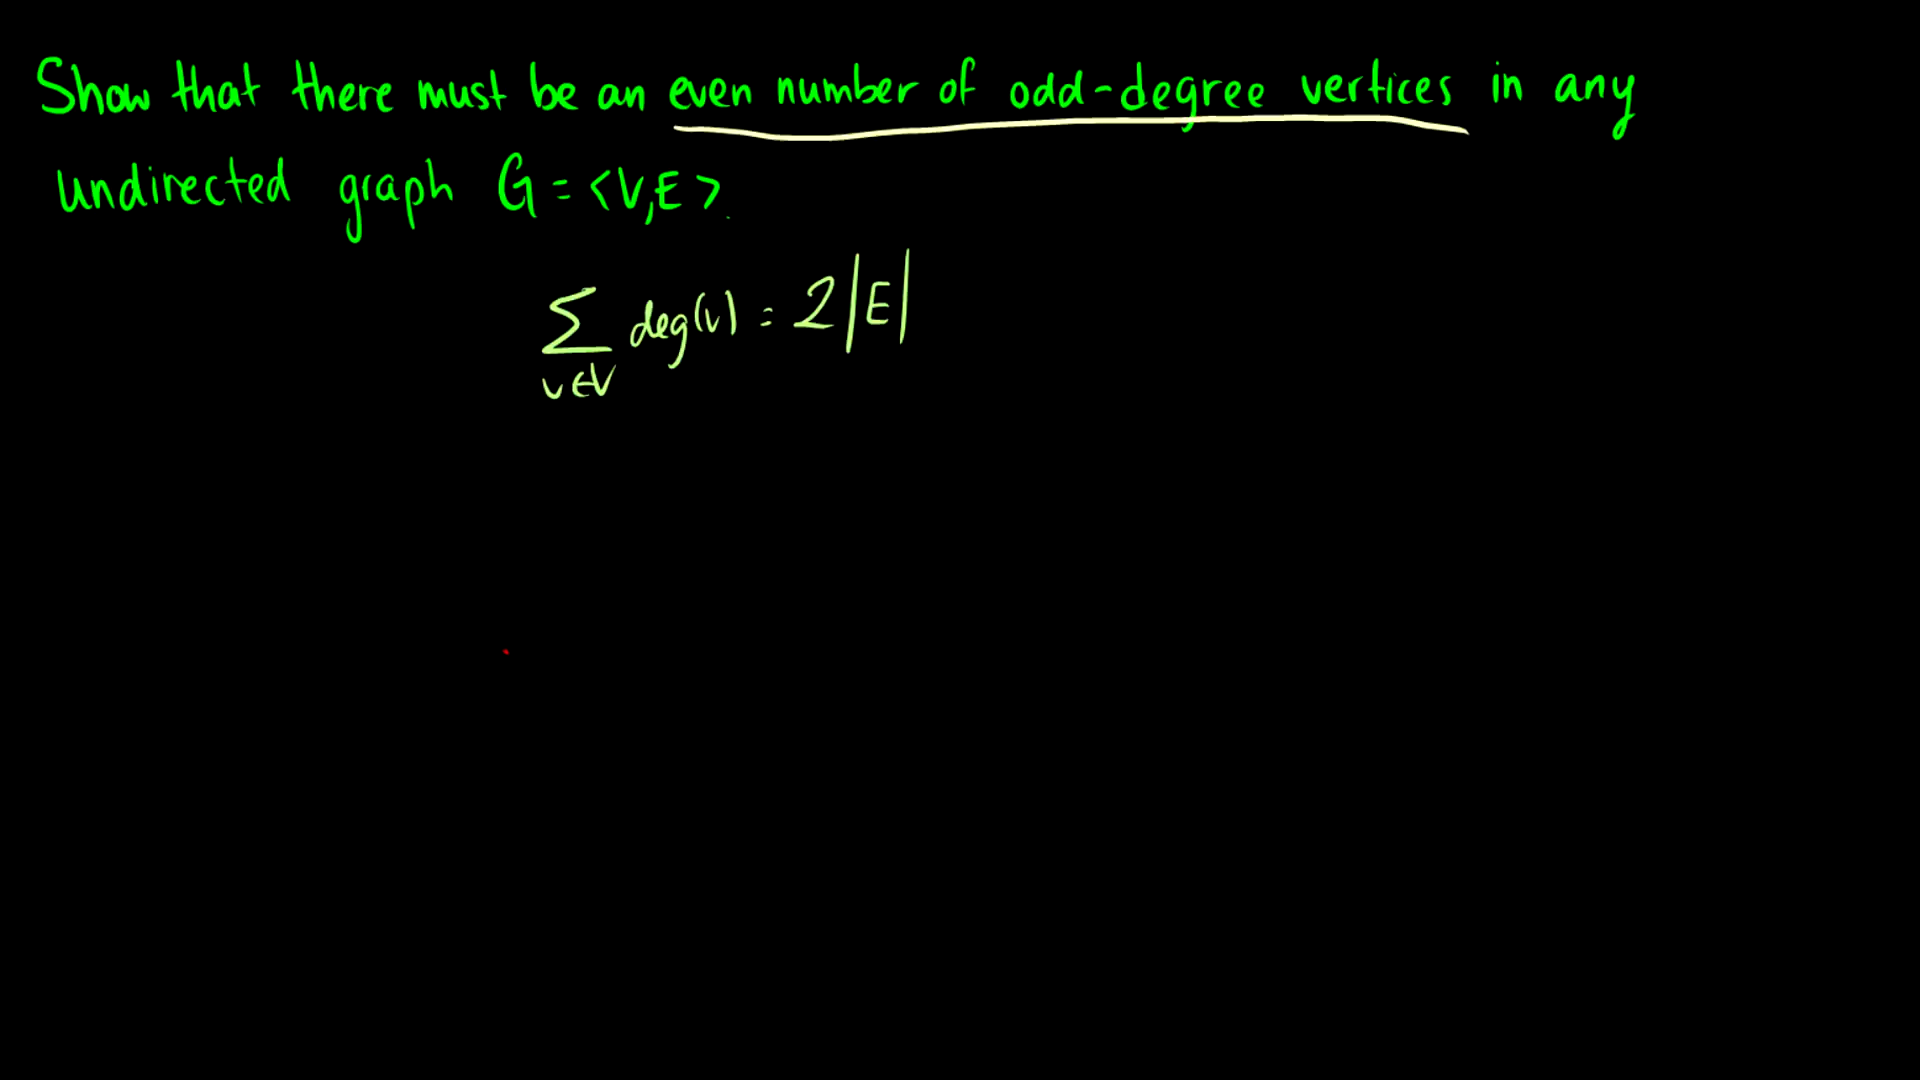 Show that there must be an even number of odd-degree vertices in any
undirected graph G = <V,E>.
∑ deg(v) = 2|E|
v∈V